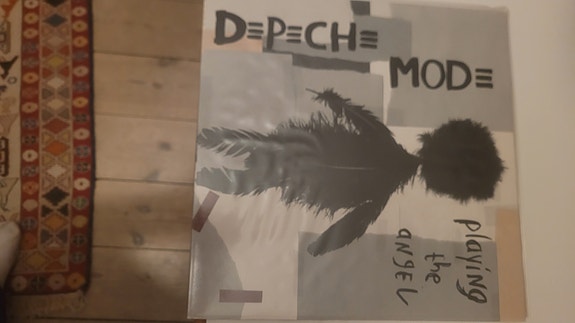 DEPECHE
MODE
playing
the
angel